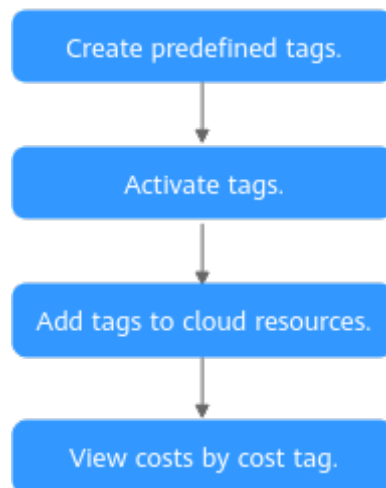 Create predefined tags.
Activate tags.
Add tags to cloud resources.
View costs by cost tag.